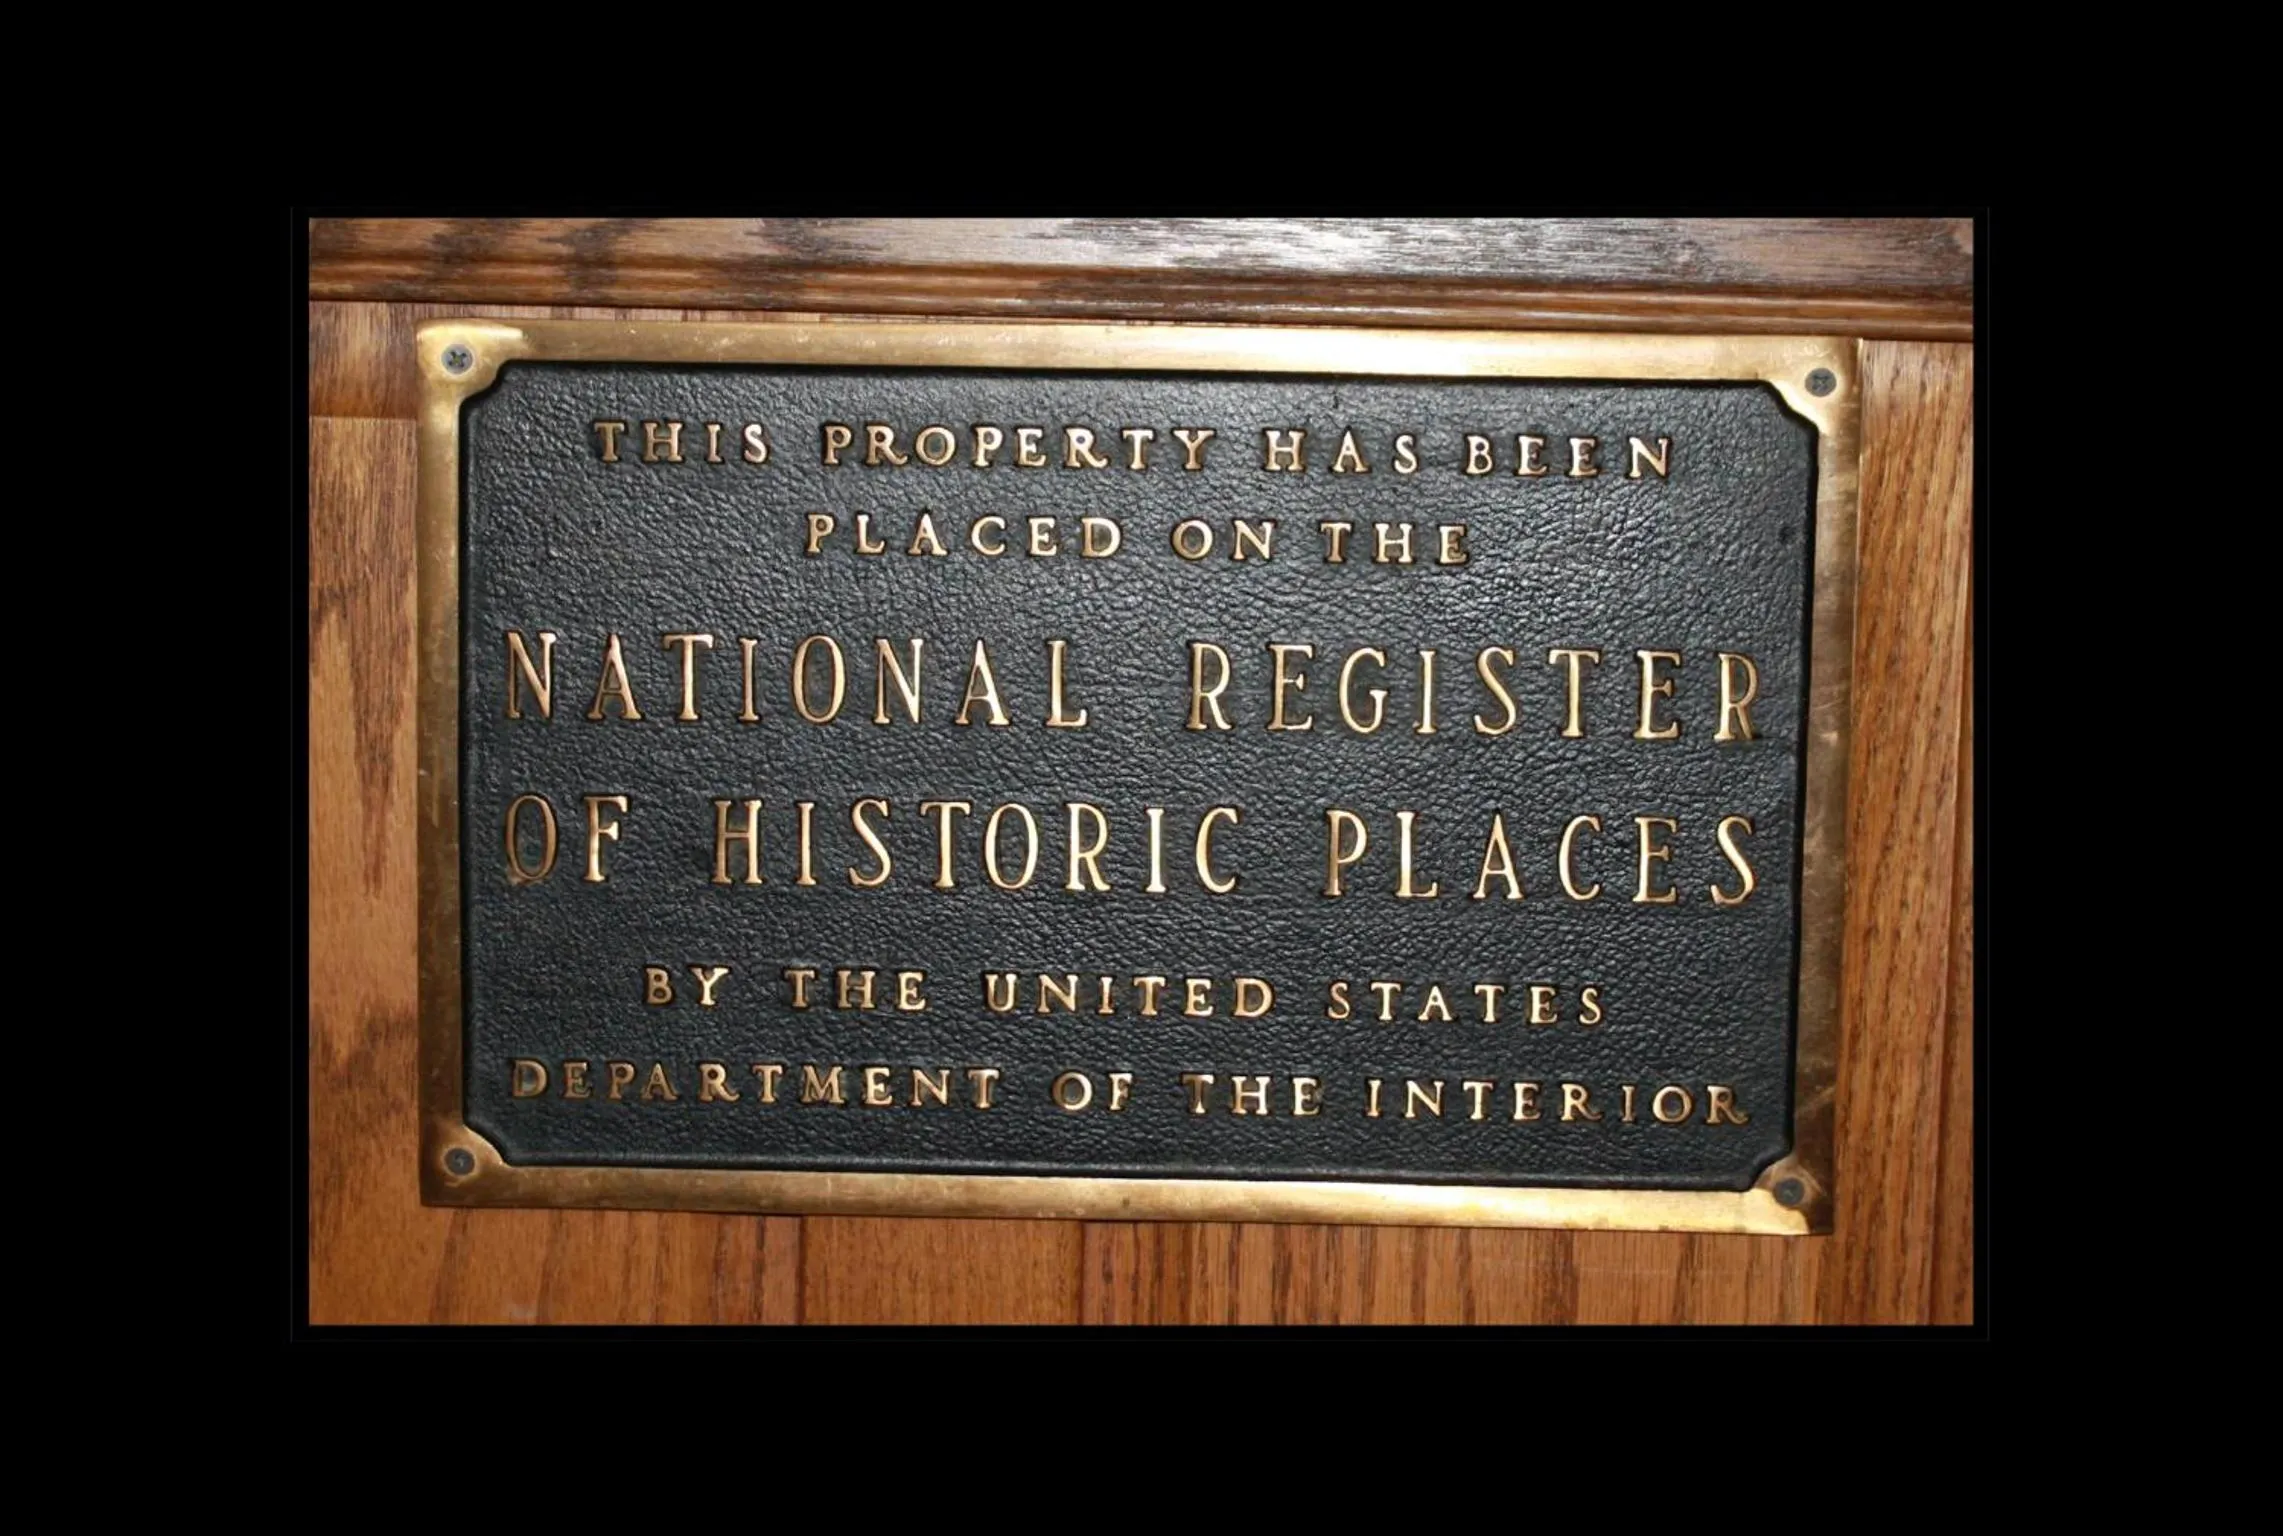 THIS PROPERTY HAS BEEN
PLACED ON THE
NATIONAL REGISTER
OF HISTORIC PLACES
BY THE UNITED STATES
DEPARTMENT OF THE INTERIOR